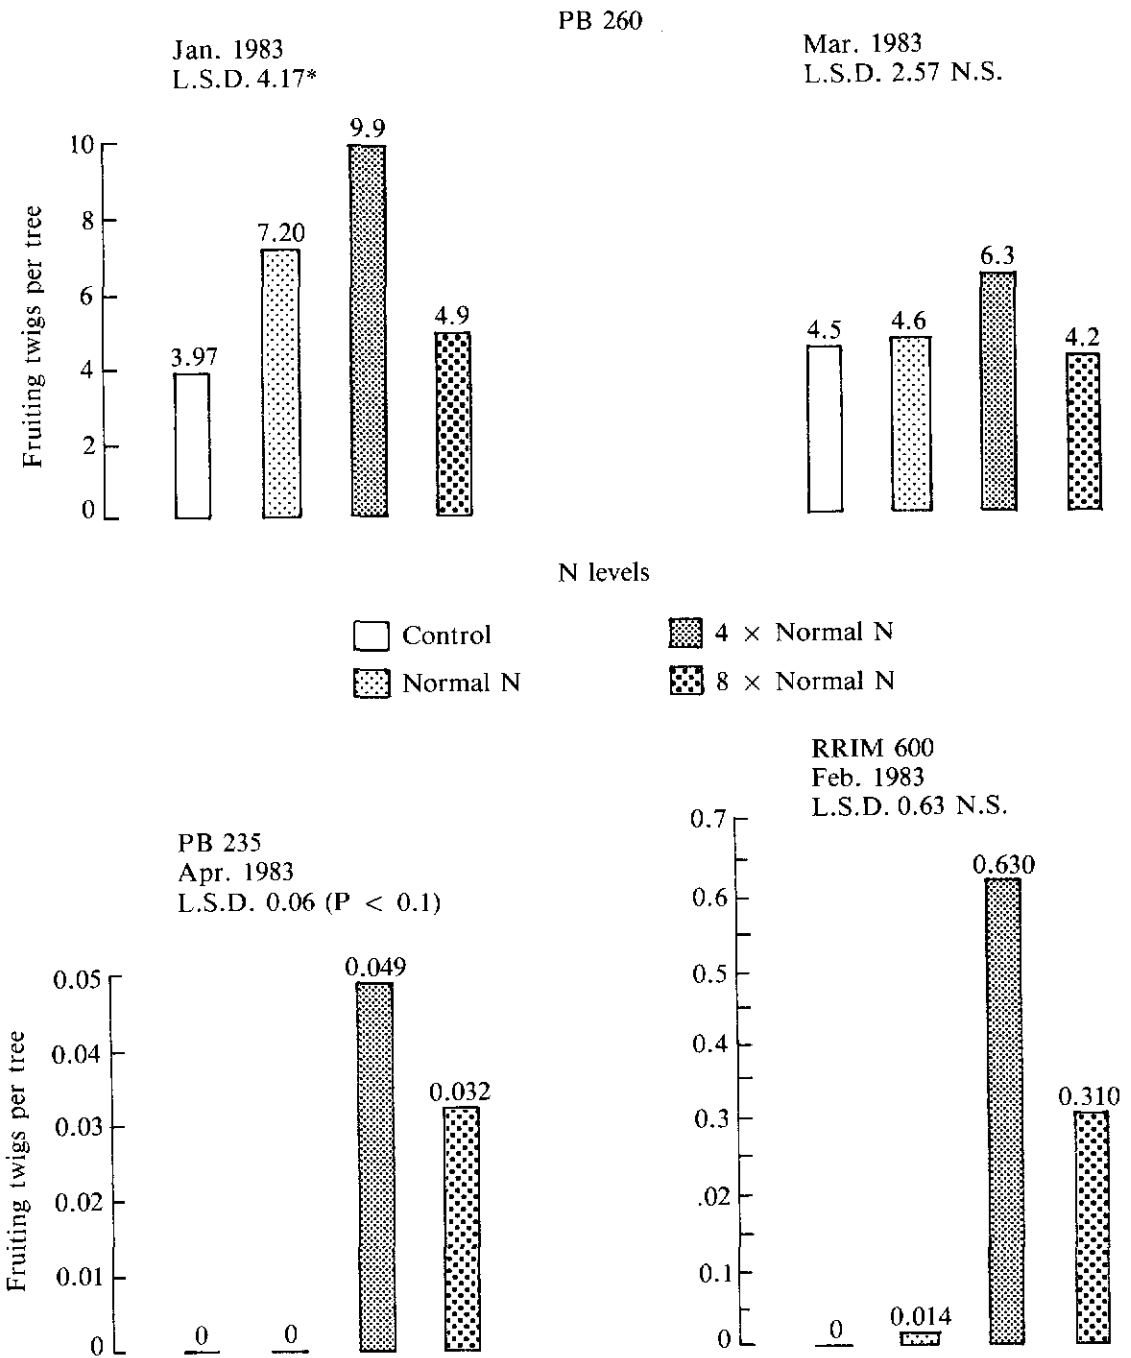 PB 260
Jan. 1983
L.S.D. 4.17*
Fruiting twigs per tree
10
8
6
4
2
0
3.97
7.20
9.9
4.9
Mar. 1983
L.S.D. 2.57 N.S.
4.5
4.6
6.3
4.2
N levels
Control
Normal N
4 × Normal N
8 × Normal N
PB 235
Apr. 1983
L.S.D. 0.06 (P < 0.1)
Fruiting twigs per tree
0.05
0.04
0.03
0.02
0.01
0
0
0
0.049
0.032
RRIM 600
Feb. 1983
L.S.D. 0.63 N.S.
0.7
0.6
0.5
0.4
0.3
.02
0.1
0
0
0.014
0.630
0.310